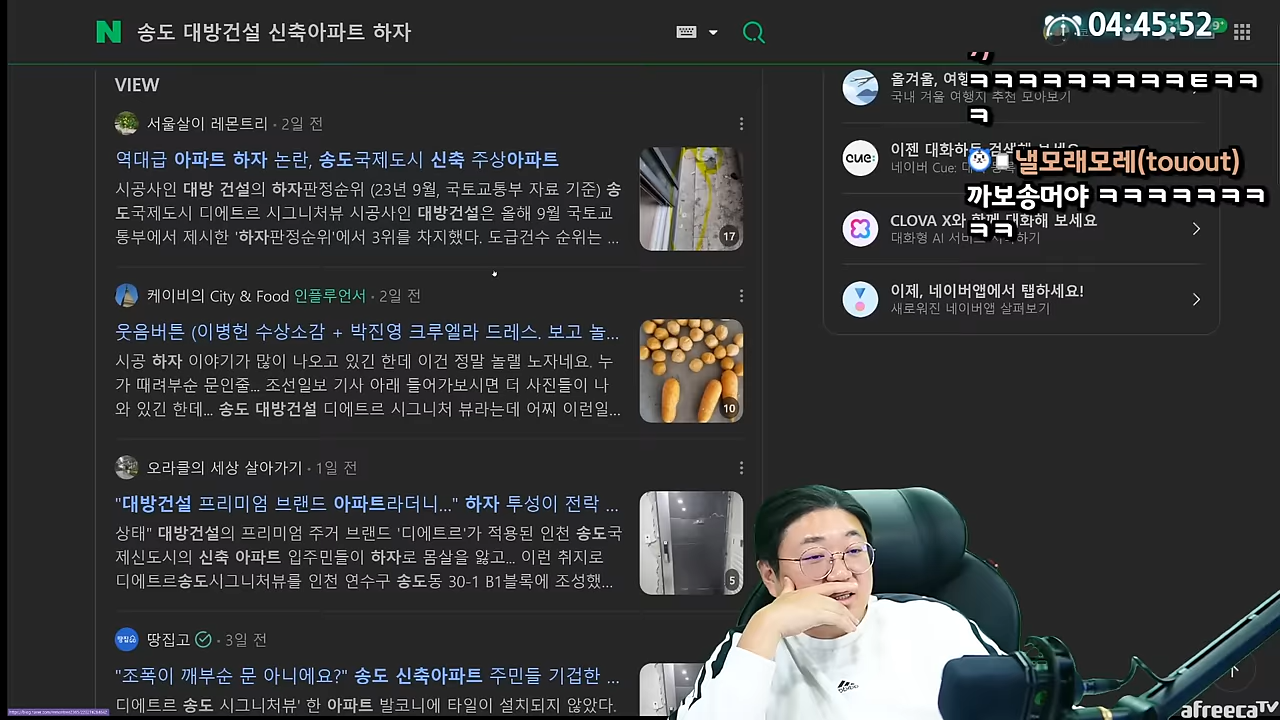 N 송도 대방건설 신축아파트 하자
04:45:52
VIEW
서울살이 레몬트리 · 2일 전
역대급 아파트 하자 논란, 송도국제도시 신축 주상아파트
시공사인 대방 건설의 하자판정순위 (23년 9월, 국토교통부 자료 기준) 송
도국제도시 디에트르 시그니처뷰 시공사인 대방건설은 올해 9월 국토교
통부에서 제시한 '하자판정순위'에서 3위를 차지했다. 도급건수 순위는 ...
17
케이비의 City & Food 인플루언서 · 2일 전
웃음버튼 (이병헌 수상소감 + 박진영 크루엘라 드레스. 보고 놀...
시공 하자 이야기가 많이 나오고 있긴 한데 이건 정말 놀랠 노자네요. 누
가 때려부순 문인줄... 조선일보 기사 아래 들어가보시면 더 사진들이 나
와 있긴 한데... 송도 대방건설 디에트르 시그니처 뷰라는데 어찌 이런일...
10
오라클의 세상 살아가기 · 1일 전
"대방건설 프리미엄 브랜드 아파트라더니..." 하자 투성이 전락 ...
상태" 대방건설의 프리미엄 주거 브랜드 '디에트르'가 적용된 인천 송도국
제신도시의 신축 아파트 입주민들이 하자로 몸살을 앓고... 이런 취지로
디에트르송도시그니처뷰를 인천 연수구 송도동 30-1 B1블록에 조성했...
5
땅집고 · 3일 전
"조폭이 깨부순 문 아니에요?" 송도 신축아파트 주민들 기겁한 ...
디에트르 송도 시그니처뷰' 한 아파트 발코니에 타일이 설치되지 않았다.
올겨울, 여행
국내 겨울 여행지 추천 모아보기
ㅋㅋㅋㅋㅋㅋㅋㅋㅋㅋㅌㅋㅋ
ㅋ
cue:
이젠 대화하듯 검색해 보세요
네이버 Cue:
낼모래모레(touout)
까보송머야 ㅋㅋㅋㅋㅋㅋㅋ
ㅋㅋ
CLOVA X와 함께 대화해 보세요
대화형 AI 서비스
이제, 네이버앱에서 탭하세요!
새로워진 네이버앱 살펴보기
adidas
afreecaTV